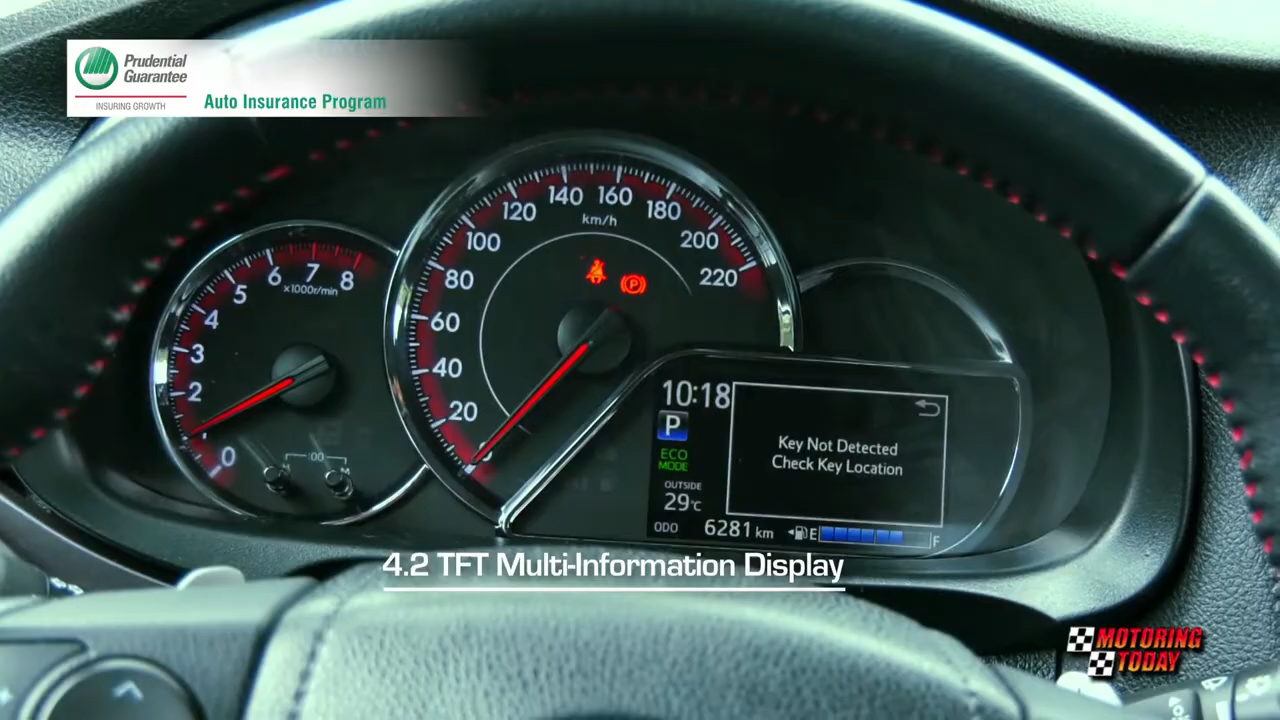 Prudential
Guarantee
INSURING GROWTH
Auto Insurance Program
0
2
3
4
5
6
7
8
x1000r/min
20
40
60
80
100
120
140
160
180
200
220
km/h
P
10:18
P
ECO
MODE
OUTSIDE
29°C
ODO 6281 km
E
F
Key Not Detected
Check Key Location
4.2 TFT Multi-Information Display
MOTORING
TODAY